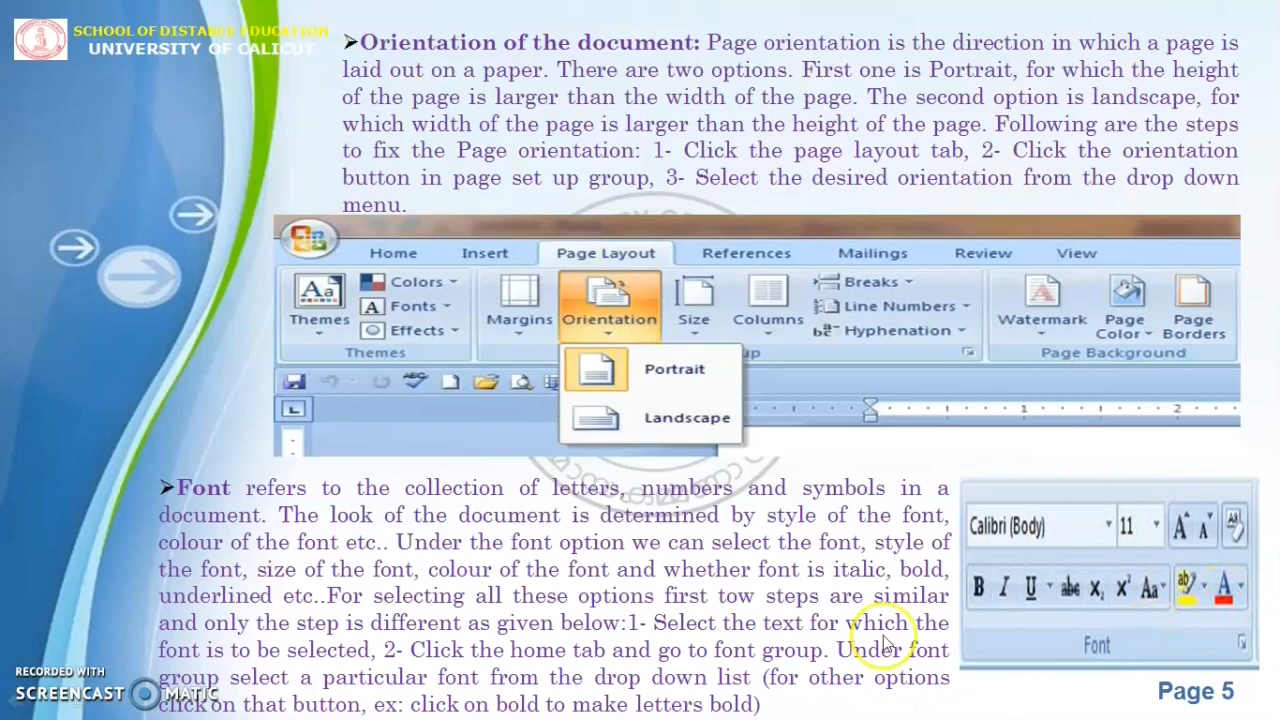 SCHOOL OF DISTANCE EDUCATION
UNIVERSITY OF CALICUT
➢Orientation of the document: Page orientation is the direction in which a page is
laid out on a paper. There are two options. First one is Portrait, for which the height
of the page is larger than the width of the page. The second option is landscape, for
which width of the page is larger than the height of the page. Following are the steps
to fix the Page orientation: 1- Click the page layout tab, 2- Click the orientation
button in page set up group, 3- Select the desired orientation from the drop down
menu.
Home Insert Page Layout References Mailings Review View
Themes Colors Fonts Effects
Margins Orientation Size Columns
Breaks
Line Numbers
Hyphenation
Watermark Page Color Page Borders
Themes Page Background
Portrait
Landscape
1 1 2
➢Font refers to the collection of letters, numbers and symbols in a
document. The look of the document is determined by style of the font,
colour of the font etc.. Under the font option we can select the font, style of
the font, size of the font, colour of the font and whether font is italic, bold,
underlined etc..For selecting all these options first tow steps are similar
and only the step is different as given below:1- Select the text for which the
font is to be selected, 2- Click the home tab and go to font group. Under font
group select a particular font from the drop down list (for other options
click on that button, ex: click on bold to make letters bold)
Calibri (Body) 11 A A Aa
B I U abc x₂ x² Aa ab A
Font
Page 5
RECORDED WITH
SCREENCAST MATIC